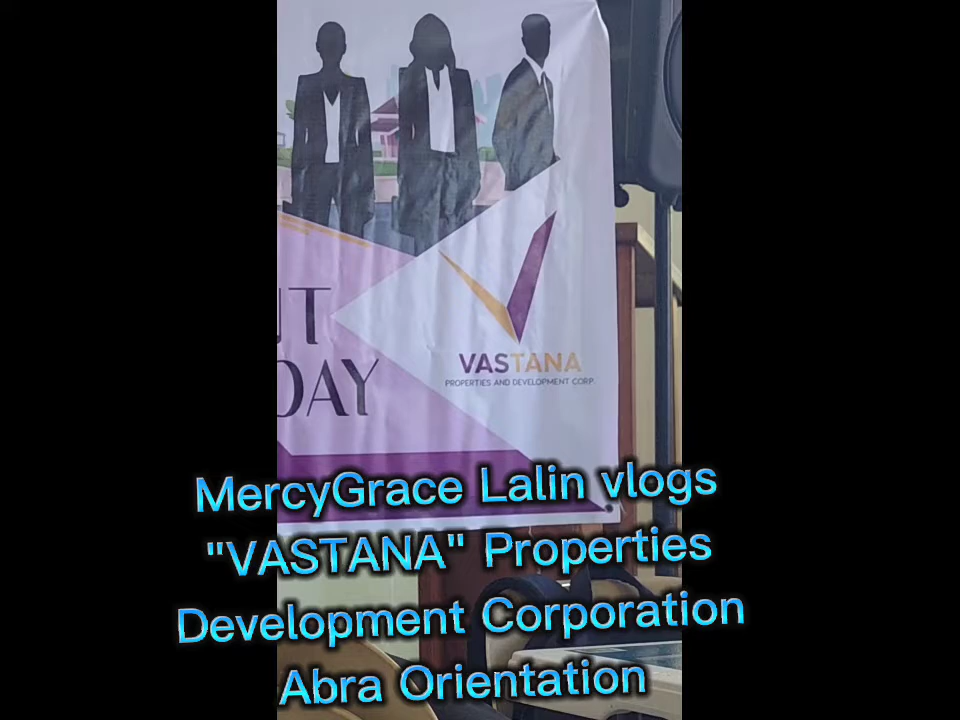 UT
DAY
VASTANA
PROPERTIES AND DEVELOPMENT CORP.
MercyGrace Lalin vlogs
"VASTANA" Properties
Development Corporation
Abra Orientation